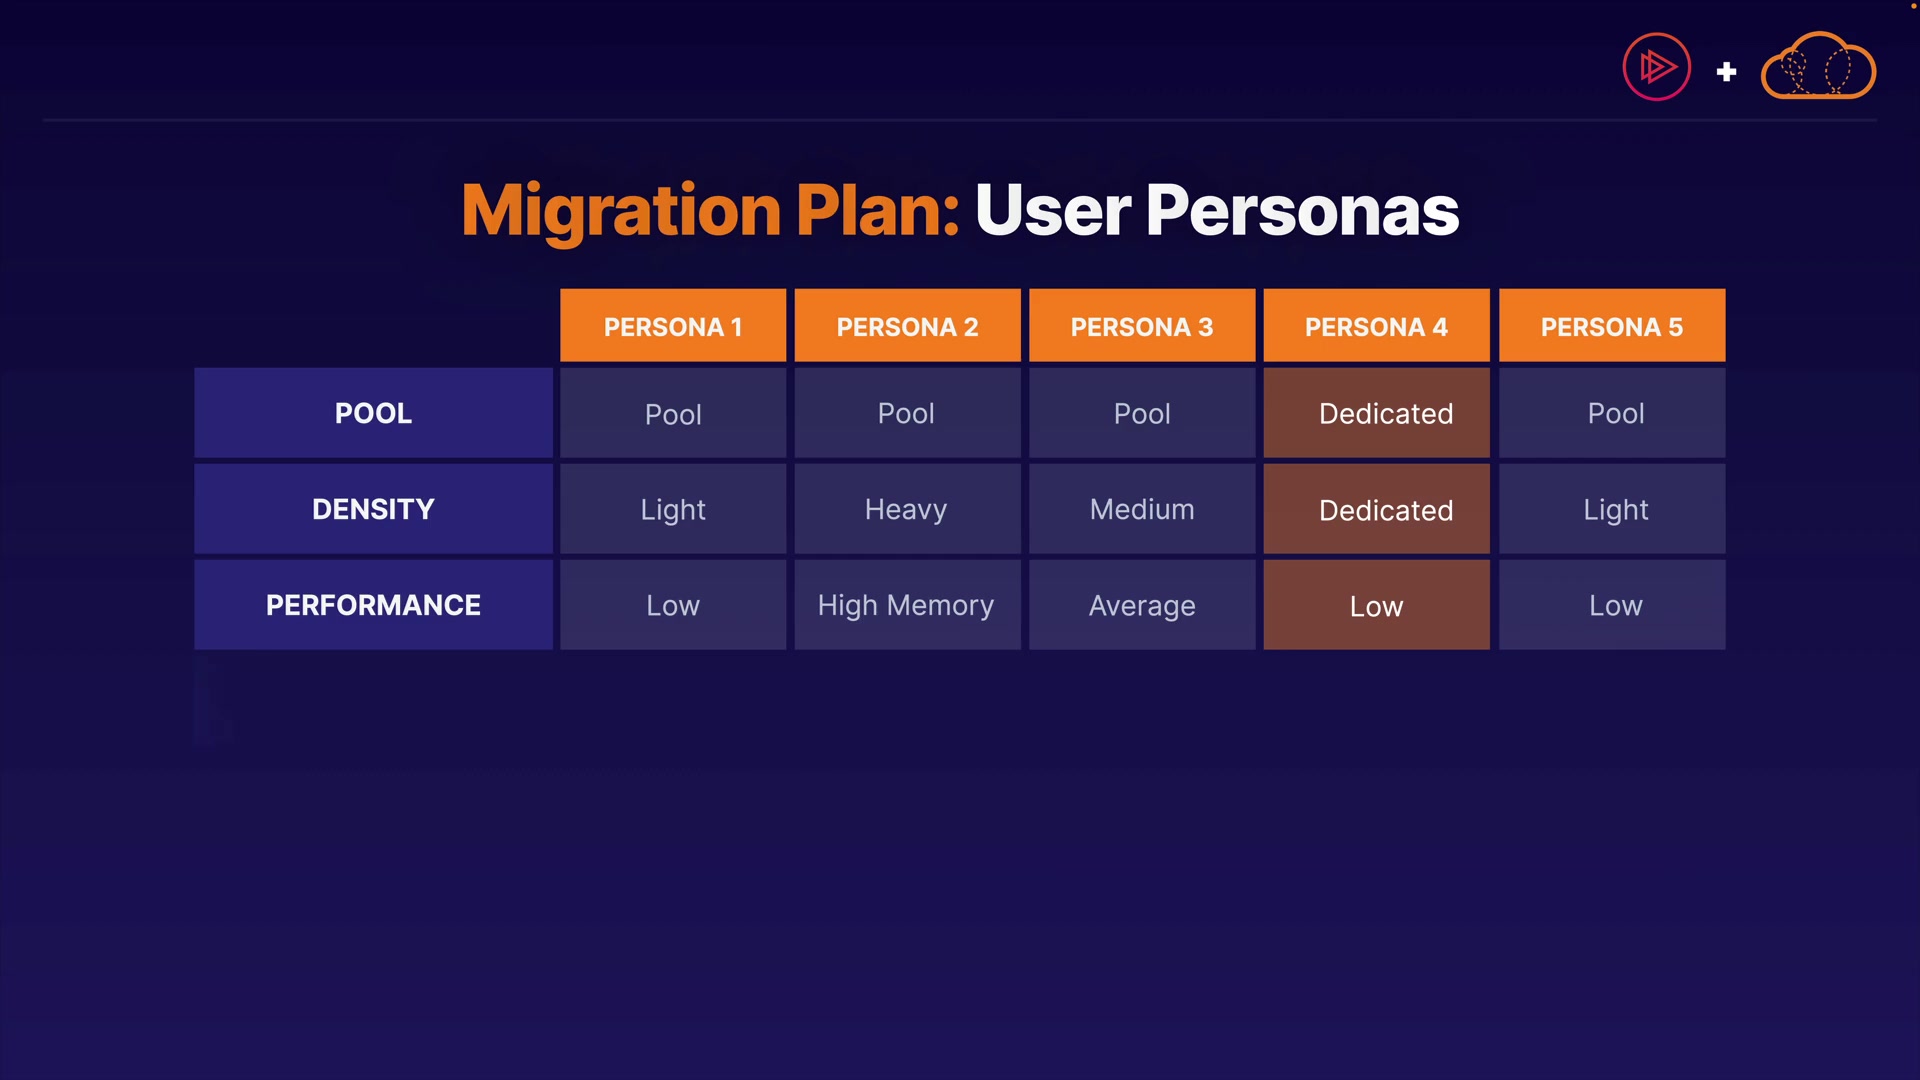 Migration Plan: User Personas
PERSONA 1 PERSONA 2 PERSONA 3 PERSONA 4 PERSONA 5
POOL Pool Pool Pool Dedicated Pool
DENSITY Light Heavy Medium Dedicated Light
PERFORMANCE Low High Memory Average Low Low